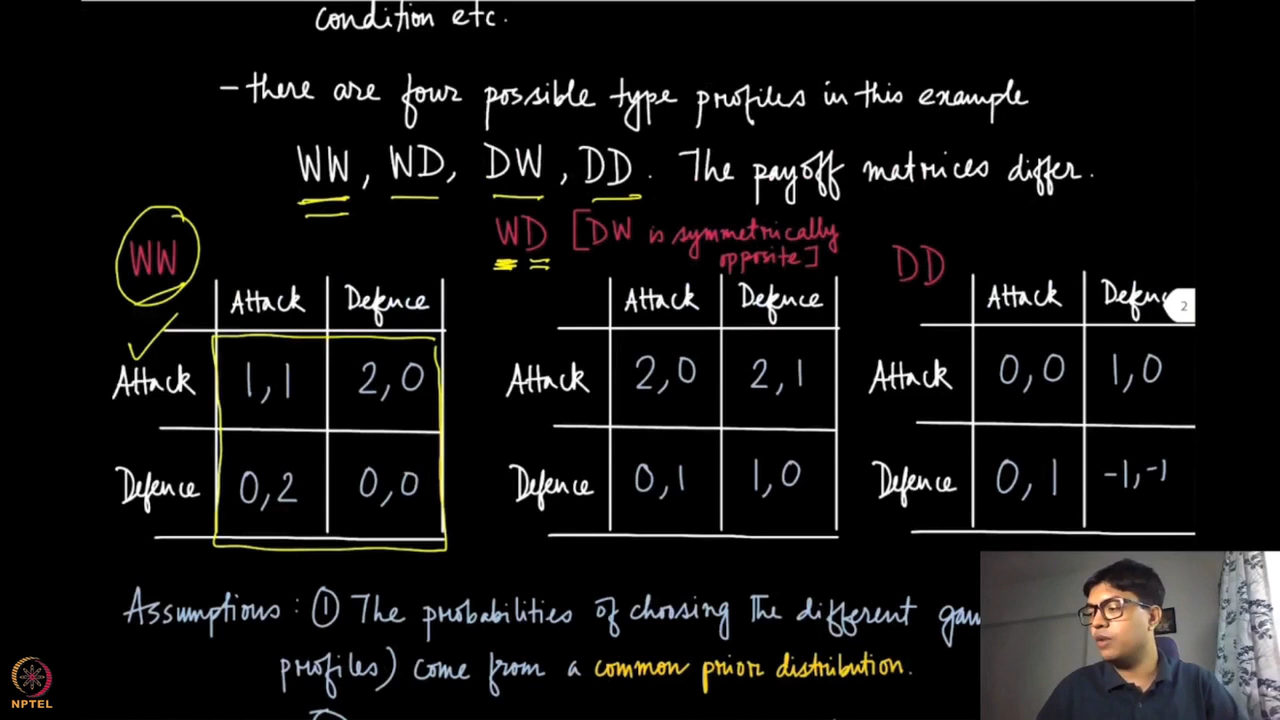 condition etc.
- there are four possible type profiles in this example
WW, WD, DW, DD. The payoff matrices differ.
WW
WD [DW is symmetrically
opposite]
DD
Attack Defence
Attack 1,1 2,0
Defence 0,2 0,0
Attack Defence
Attack 2,0 2,1
Defence 0,1 1,0
Attack
2
Attack 0,0 1,0
Defence 0,1 -1,-1
Assumptions: ① The probabilities of choosing the different
profiles) come from a common prior distribution.
NPTEL